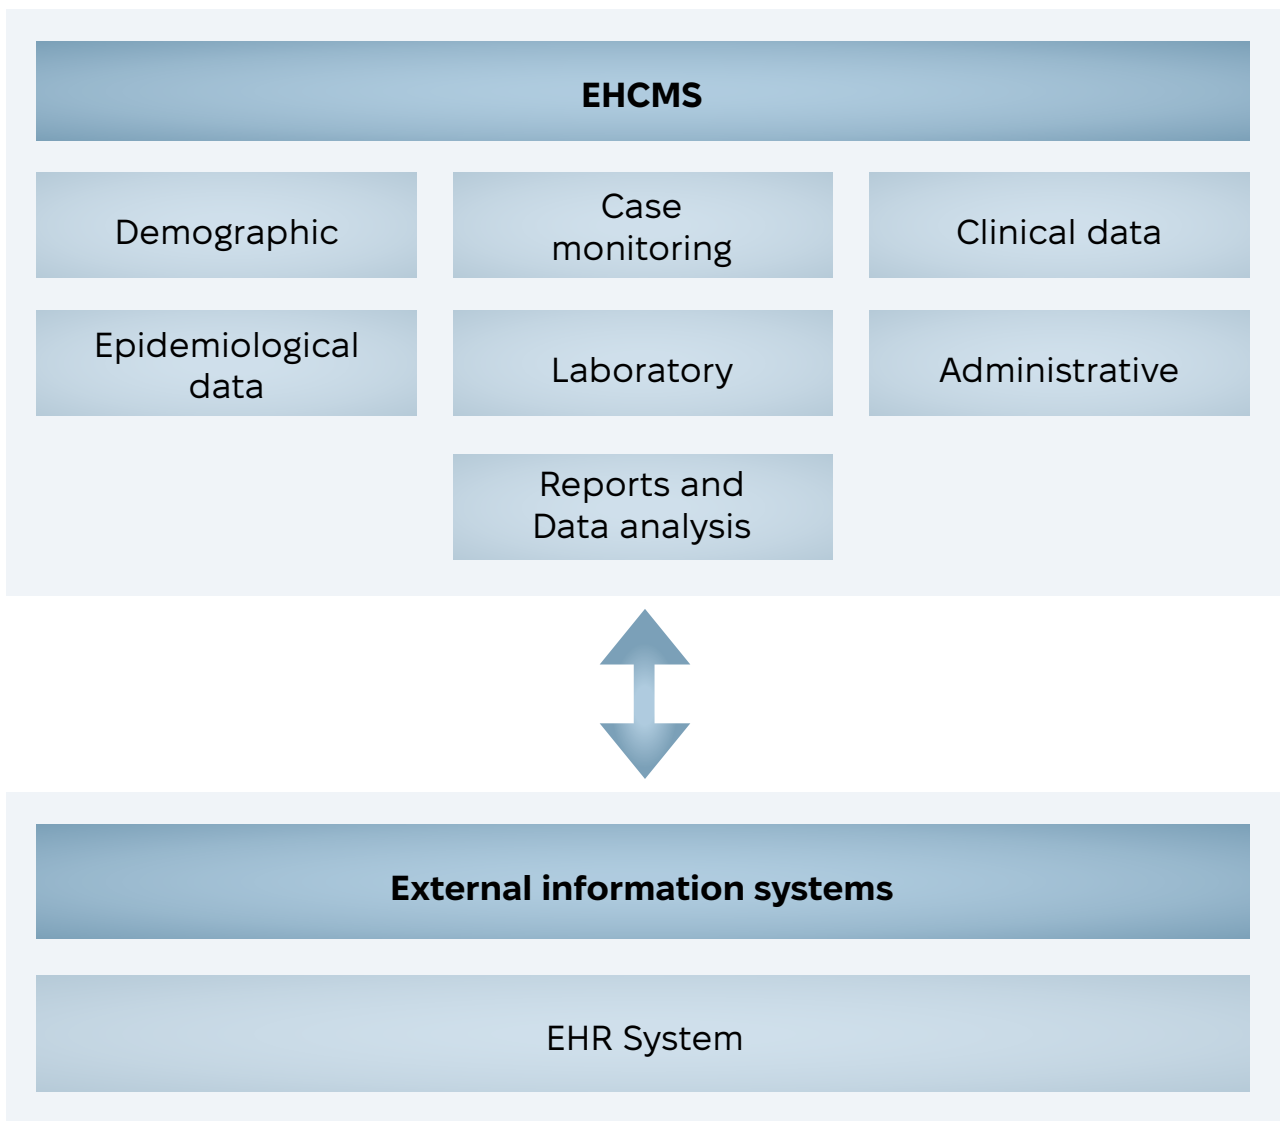 EHCMS
Demographic
Case
monitoring
Clinical data
Epidemiological
data
Laboratory
Administrative
Reports and
Data analysis
External information systems
EHR System